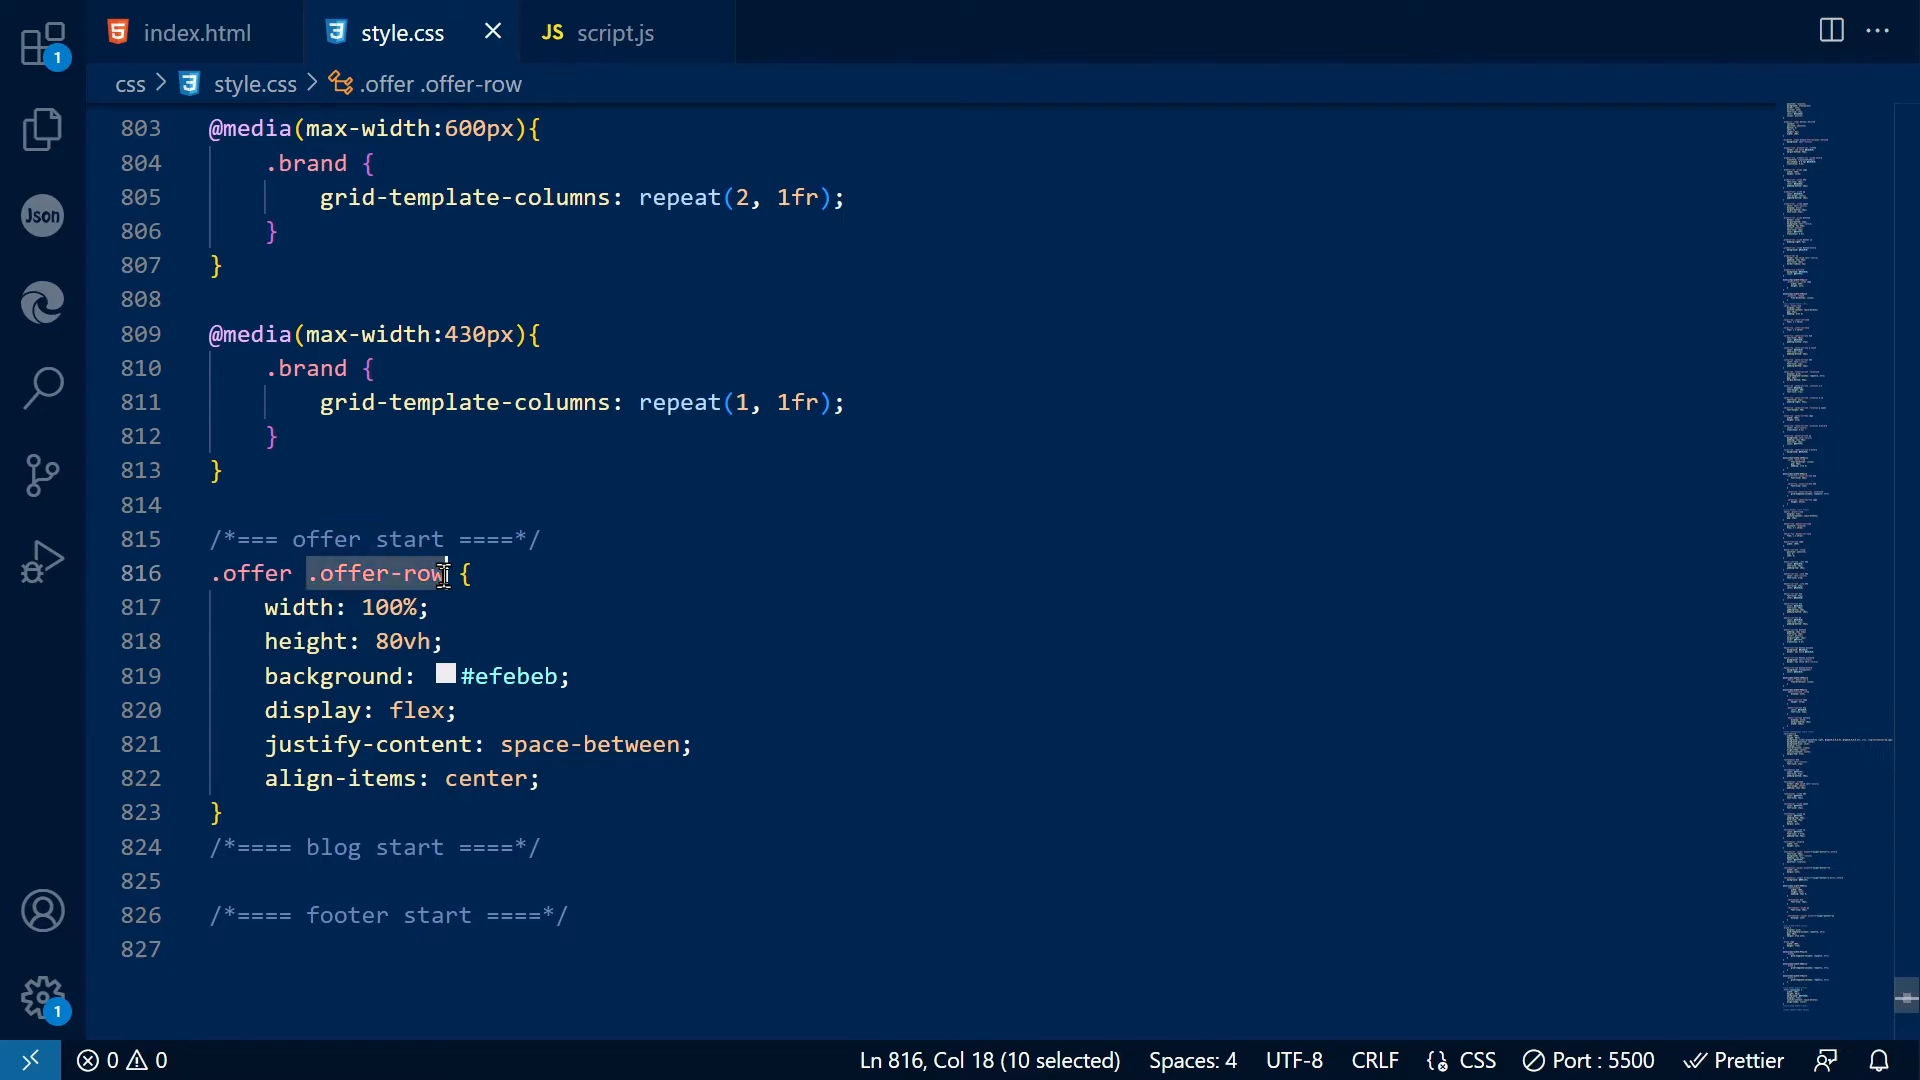 1
index.html
style.css
JS script.js
css > style.css > .offer .offer-row
Json
803 @media(max-width:600px){
804     .brand {
805         grid-template-columns: repeat(2, 1fr);
806     }
807 }
808
809 @media(max-width:430px){
810     .brand {
811         grid-template-columns: repeat(1, 1fr);
812     }
813 }
814
815 /*=== offer start ====*/
816 .offer .offer-row {
817     width: 100%;
818     height: 80vh;
819     background: #efebeb;
820     display: flex;
821     justify-content: space-between;
822     align-items: center;
823 }
824 /*==== blog start ====*/
825
826 /*==== footer start ====*/
827
1
0 0
Ln 816, Col 18 (10 selected)
Spaces: 4
UTF-8
CRLF
CSS
Port : 5500
Prettier